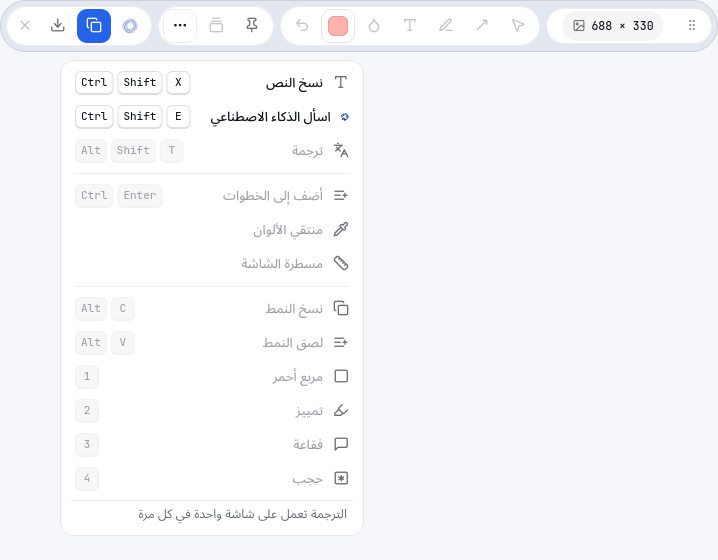 688 × 330
نسخ النص Ctrl Shift X
اسأل الذكاء الاصطناعي Ctrl Shift E
ترجمة Alt Shift T
أضف إلى الخطوات Ctrl Enter
منتقي الألوان
مسطرة الشاشة
نسخ النمط Alt C
لصق النمط Alt V
مربع أحمر 1
تمييز 2
فقاعة 3
حجب 4
الترجمة تعمل على شاشة واحدة في كل مرة